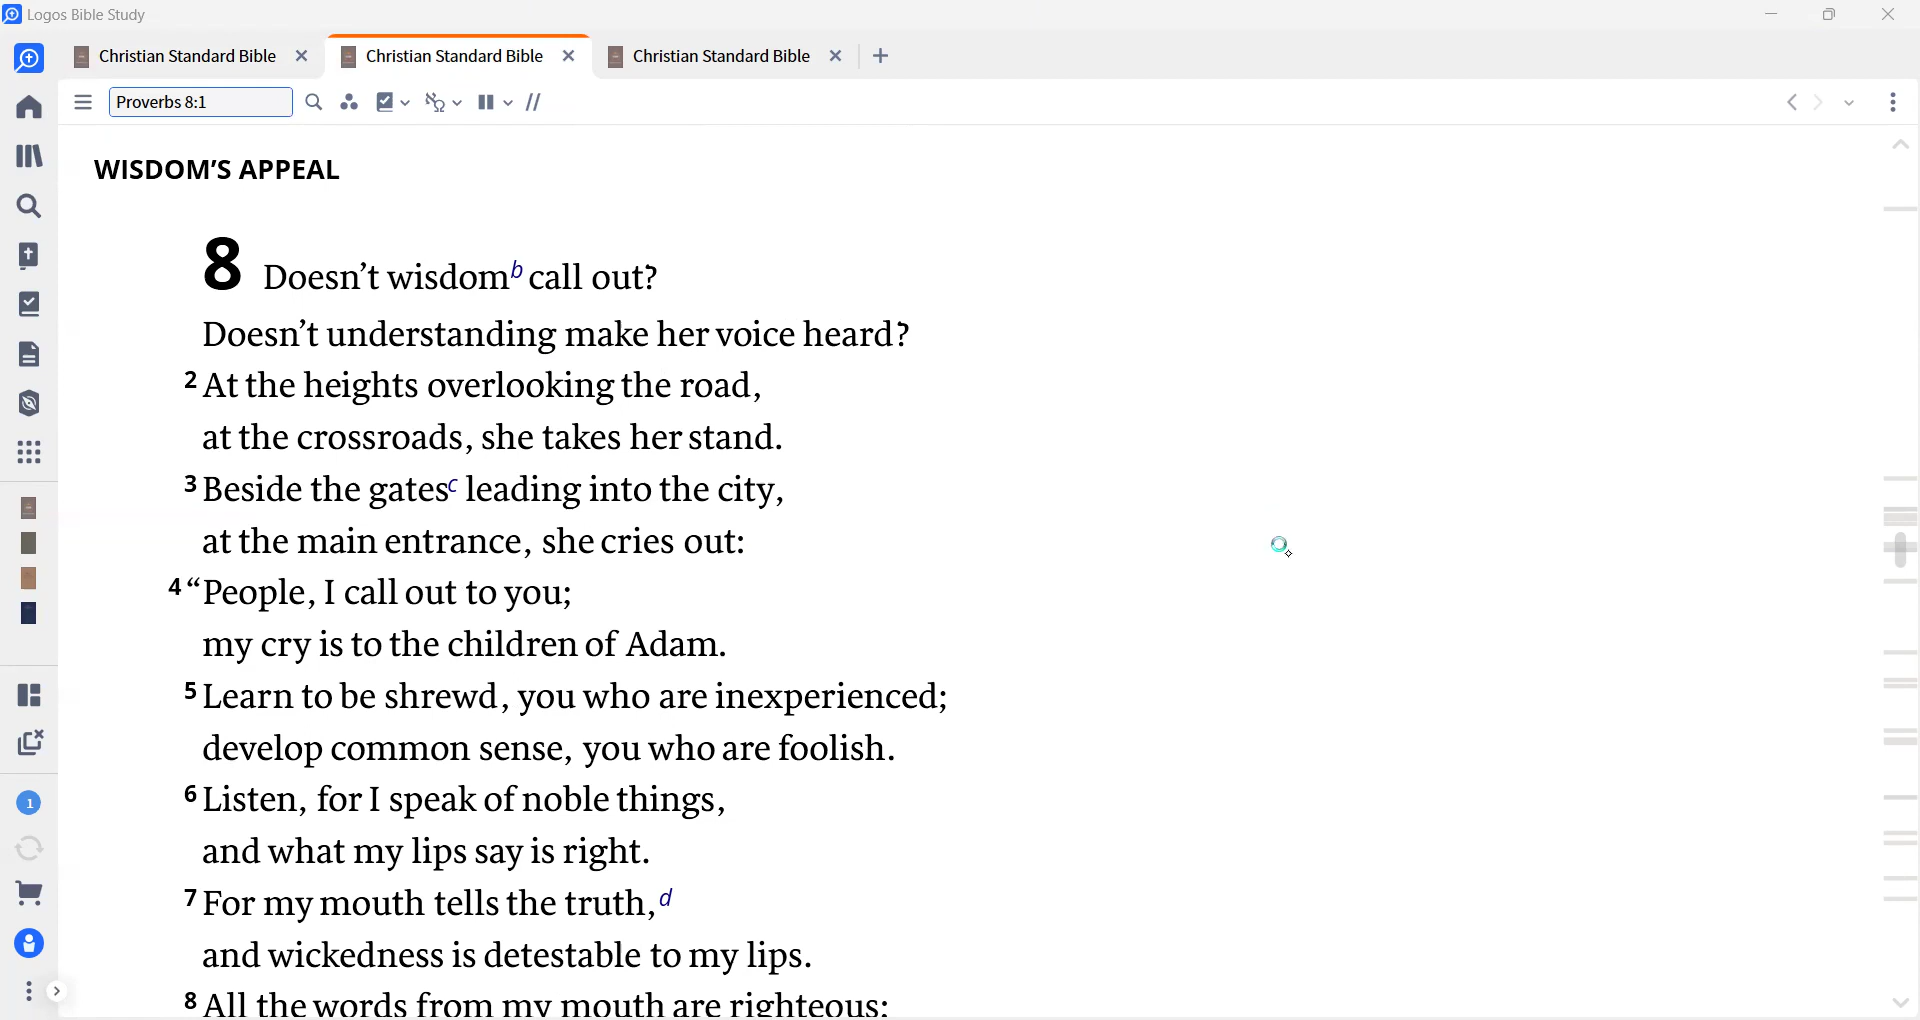 Logos Bible Study
Christian Standard Bible
Christian Standard Bible
Christian Standard Bible
Proverbs 8:1
WISDOM’S APPEAL
8 Doesn’t wisdomᵇ call out?
Doesn’t understanding make her voice heard?
2 At the heights overlooking the road,
at the crossroads, she takes her stand.
3 Beside the gatesᶜ leading into the city,
at the main entrance, she cries out:
4 “People, I call out to you;
my cry is to the children of Adam.
5 Learn to be shrewd, you who are inexperienced;
develop common sense, you who are foolish.
6 Listen, for I speak of noble things,
and what my lips say is right.
7 For my mouth tells the truth,ᵈ
and wickedness is detestable to my lips.
8 All the words from my mouth are righteous;
1